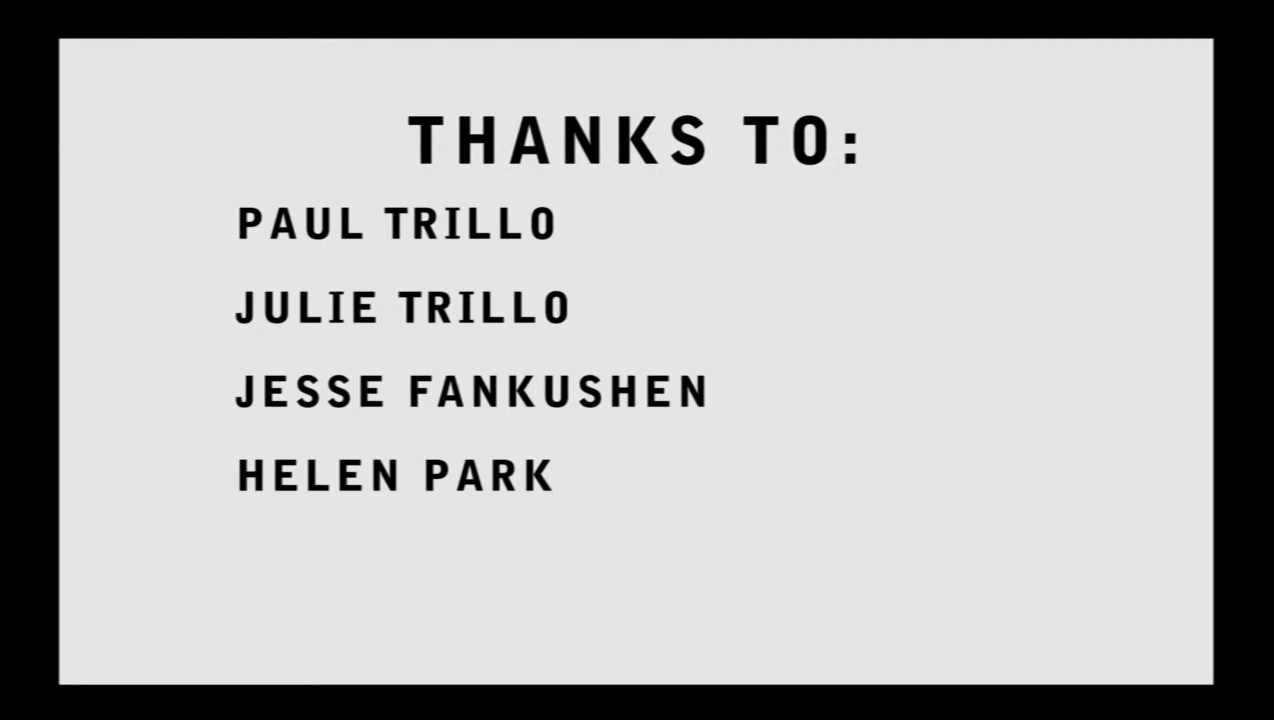 THANKS TO:
PAUL TRILLO
JULIE TRILLO
JESSE FANKUSHEN
HELEN PARK